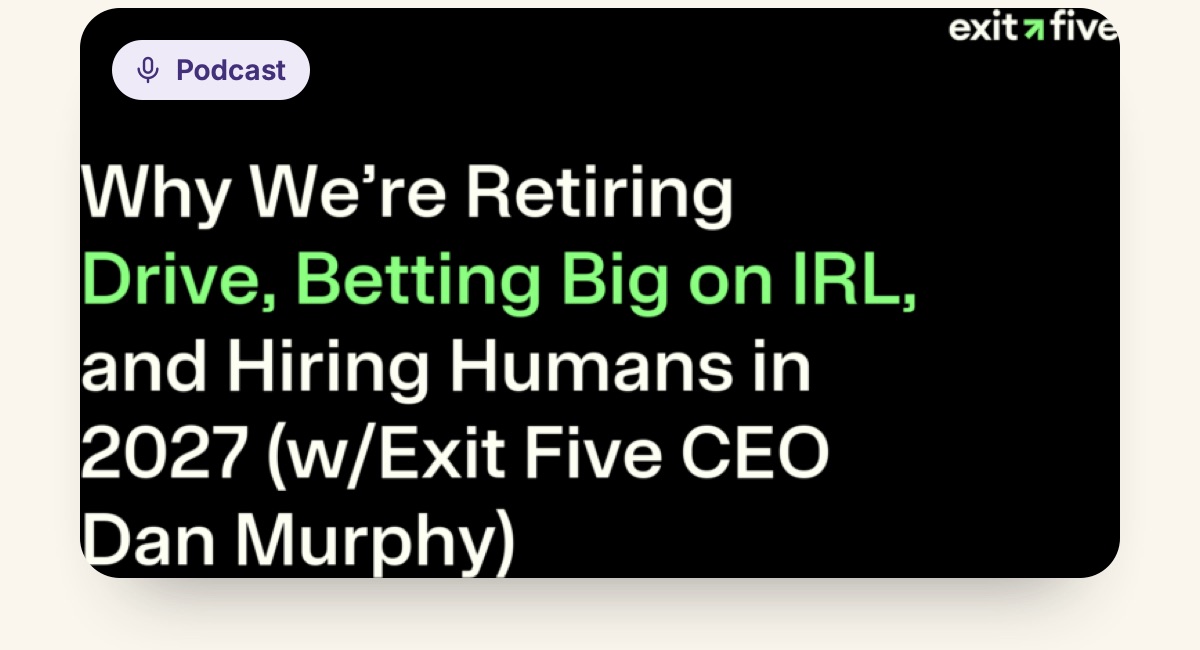 exit five
Podcast
Why We’re Retiring
Drive, Betting Big on IRL,
and Hiring Humans in
2027 (w/Exit Five CEO
Dan Murphy)